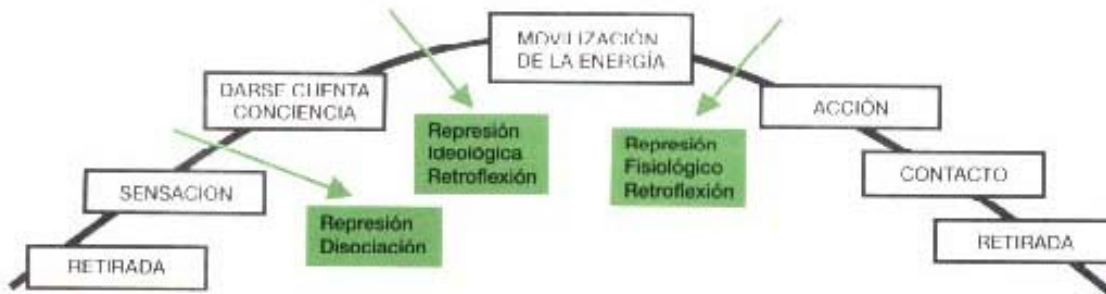 MOVILIZACIÓN
DE LA ENERGÍA
DARSE CUENTA
CONCIENCIA
ACCIÓN
Represión
Ideológica
Retroflexión
Represión
Fisiológico
Retroflexión
SENSACION
CONTACTO
Represión
Disociación
RETIRADA
RETIRADA